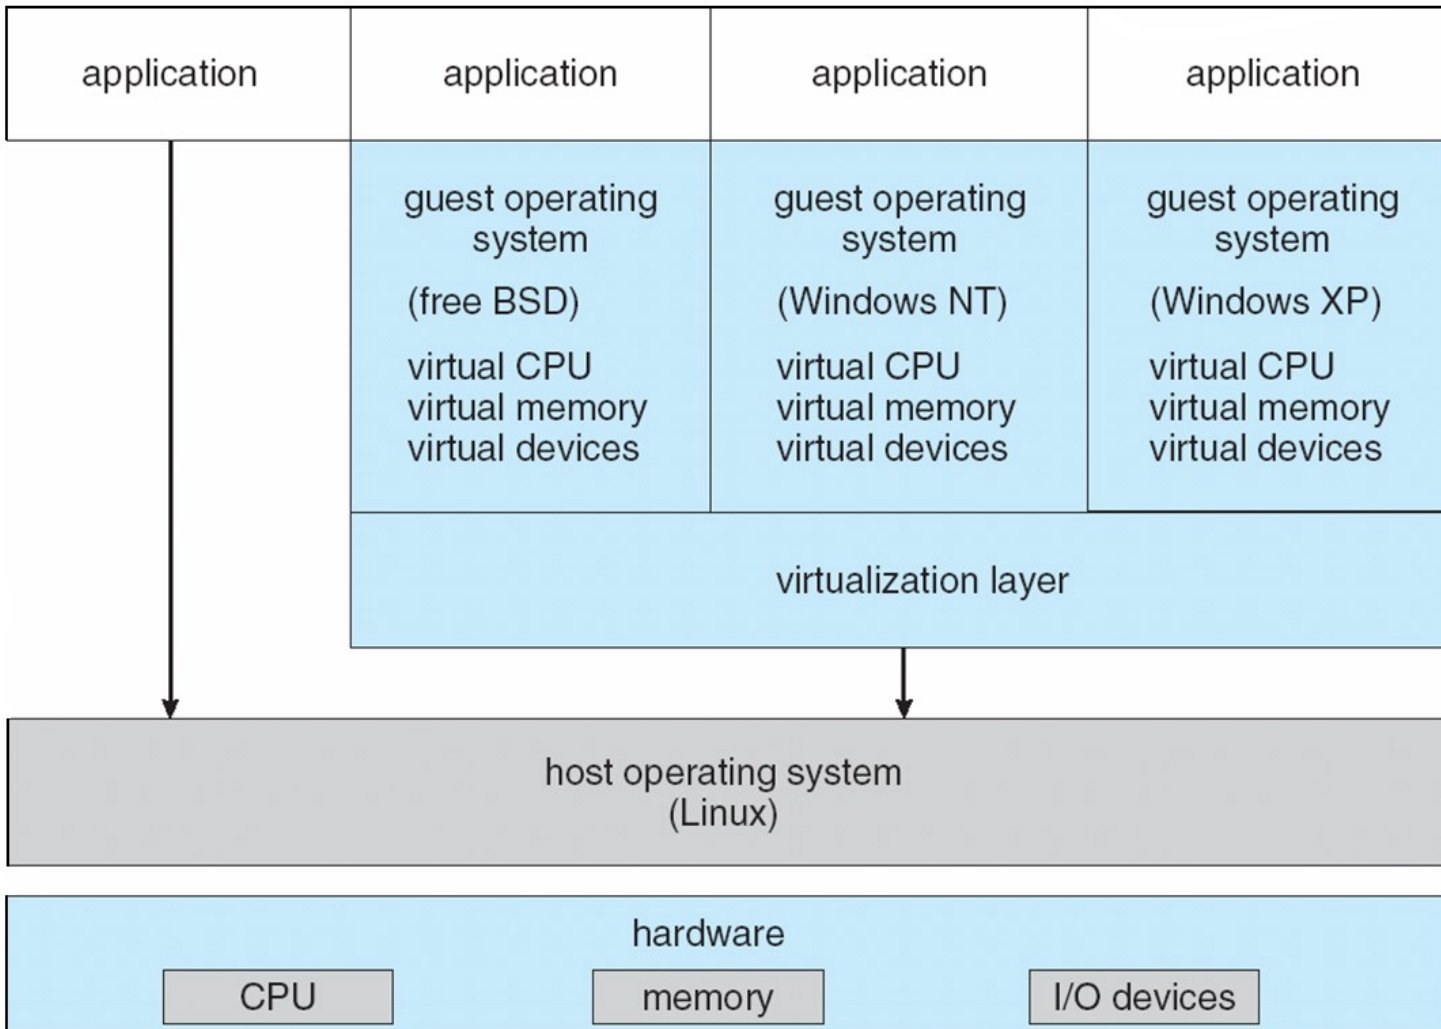 application
application
application
application
guest operating
system
(free BSD)
virtual CPU
virtual memory
virtual devices
guest operating
system
(Windows NT)
virtual CPU
virtual memory
virtual devices
guest operating
system
(Windows XP)
virtual CPU
virtual memory
virtual devices
virtualization layer
host operating system
(Linux)
hardware
CPU
memory
I/O devices